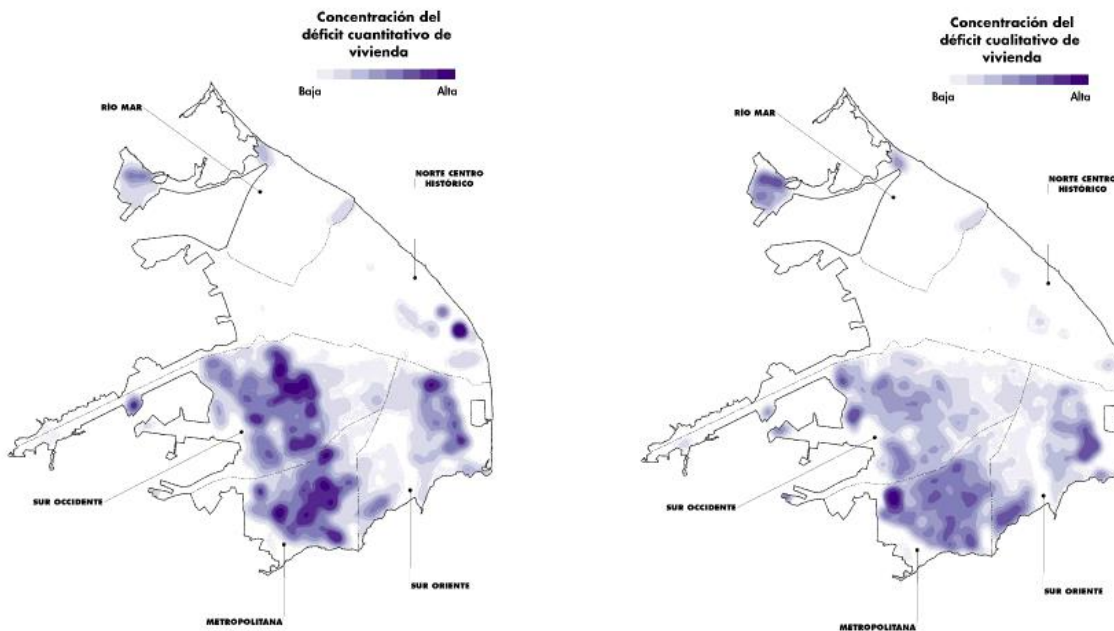 Concentración del
déficit cuantitativo de
vivienda
Baja
Alta
RÍO MAR
NORTE CENTRO
HISTÓRICO
SUR OCCIDENTE
SUR ORIENTE
METROPOLITANA
Concentración del
déficit cualitativo de
vivienda
Baja
Alta
RÍO MAR
NORTE CENTRO
HISTÓRICO
SUR OCCIDENTE
SUR ORIENTE
METROPOLITANA